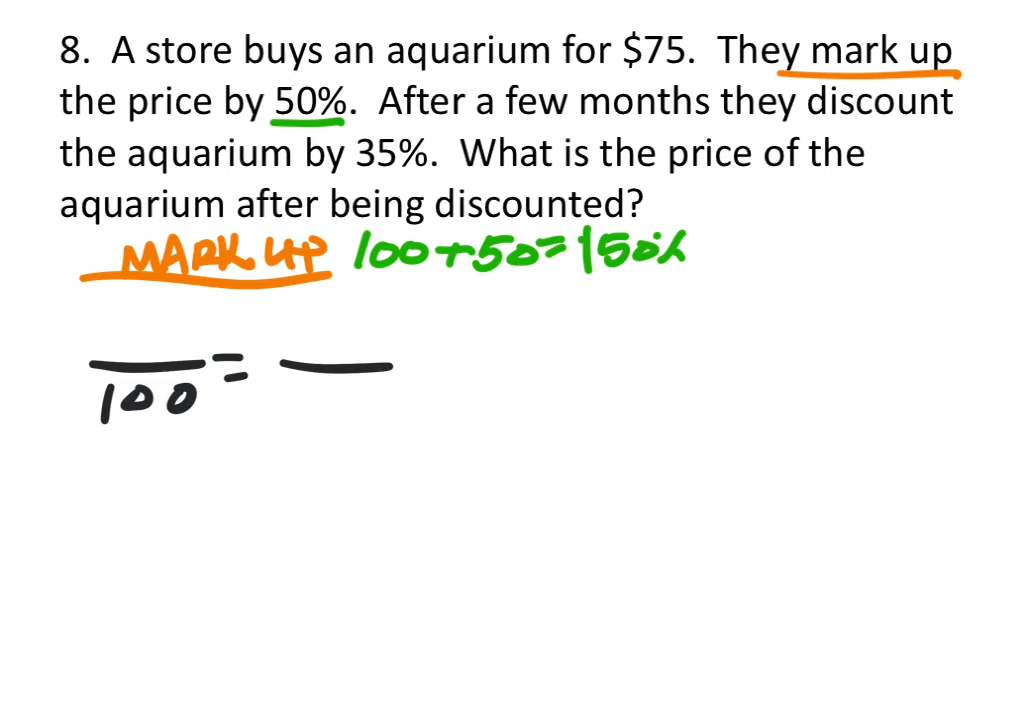 8. A store buys an aquarium for $75. They mark up
the price by 50%. After a few months they discount
the aquarium by 35%. What is the price of the
aquarium after being discounted?
MARK UP 100+50=150%
=
100